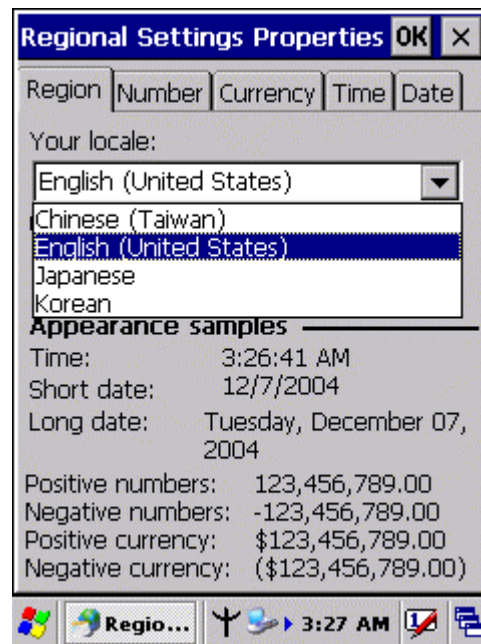 Regional Settings Properties OK ×
Region Number Currency Time Date
Your locale:
English (United States)
Chinese (Taiwan)
English (United States)
Japanese
Korean
Appearance samples
Time: 3:26:41 AM
Short date: 12/7/2004
Long date: Tuesday, December 07,
2004
Positive numbers: 123,456,789.00
Negative numbers: -123,456,789.00
Positive currency: $123,456,789.00
Negative currency: ($123,456,789.00)
Regio... 3:27 AM